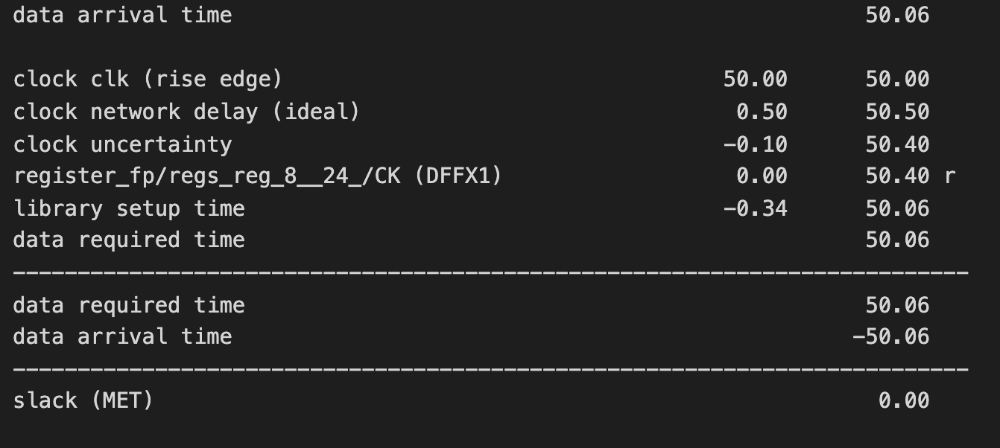 data arrival time 50.06
clock clk (rise edge) 50.00 50.00
clock network delay (ideal) 0.50 50.50
clock uncertainty -0.10 50.40
register_fp/regs_reg_8__24_/CK (DFFX1) 0.00 50.40 r
library setup time -0.34 50.06
data required time 50.06
--------------------------------------------------------------------------
data required time 50.06
data arrival time -50.06
--------------------------------------------------------------------------
slack (MET) 0.00